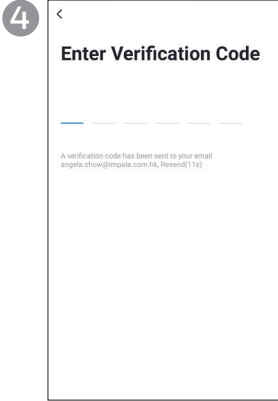 4
<
Enter Verification Code
A verification code has been sent to your email
angela.chow@impala.com.hk, Resend(11s)